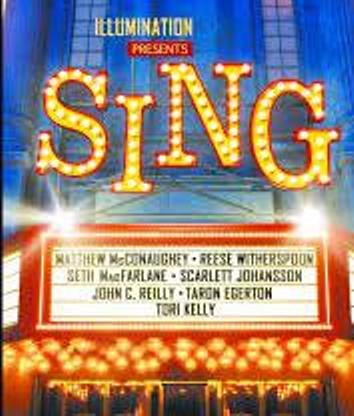 ILLUMINATION
PRESENTS
SING
MATTHEW McCONAUGHEY • REESE WITHERSPOON
SETH MacFARLANE • SCARLETT JOHANSSON
JOHN C. REILLY • TARON EGERTON
TORI KELLY